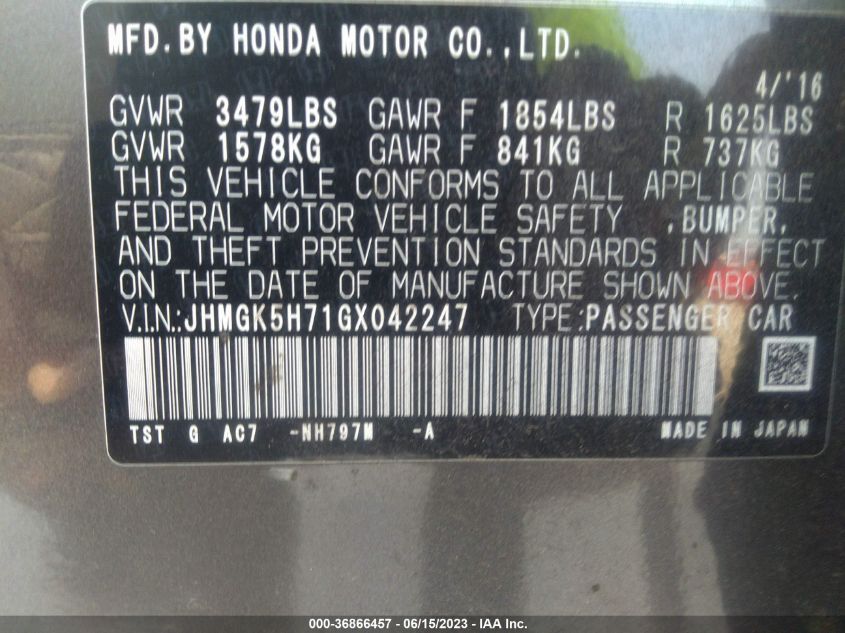 MFD. BY HONDA MOTOR CO., LTD.
4/'16
GVWR 3479LBS GAWR F 1854LBS R 1625LBS
GVWR 1578KG GAWR F 841KG R 737KG
THIS VEHICLE CONFORMS TO ALL APPLICABLE
FEDERAL MOTOR VEHICLE SAFETY , BUMPER,
AND THEFT PREVENTION STANDARDS IN EFFECT
ON THE DATE OF MANUFACTURE SHOWN ABOVE.
V.I.N.: JHMGK5H71GX042247 TYPE: PASSENGER CAR
TST G AC7 -NH797M -A MADE IN JAPAN
000-36866457 - 06/15/2023 - IAA Inc.